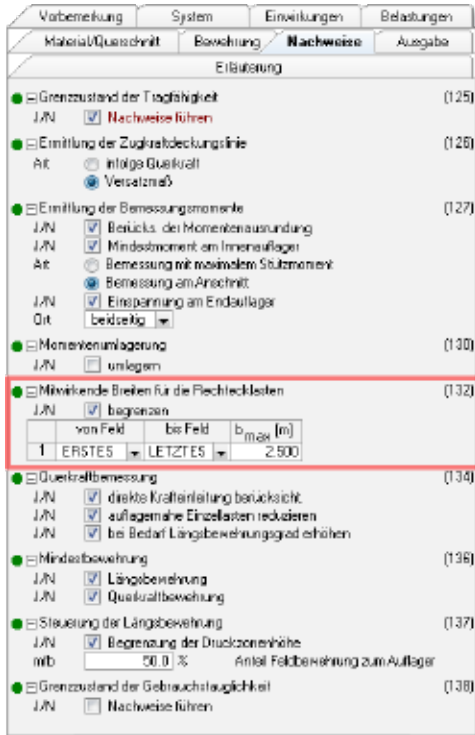 Vorbemerkung System Einwirkungen Belastungen
Material/Querschnitt Bewehrung Nachweise Ausgabe
Erläuterung
Grenzzustand der Tragfähigkeit (125)
J/N Nachweise führen
Ermittlung der Zugkraftdeckungslinie (126)
Art infolge Querkraft
Versatzmaß
Ermittlung der Bemessungsmomente (127)
J/N Berücks. der Momentenausrundung
J/N Mindestmoment am Innenauflager
Art Bemessung mit maximalem Stützmoment
Bemessung am Anschnitt
J/N Einspannung am Endauflager
Ort beidseitig
Momentenumlagerung (130)
J/N umlagern
Mitwirkende Breiten für die Rechtecklasten (132)
J/N begrenzen
von Feld bis Feld bmax [m]
1 ERSTES LETZTES 2.500
Querkraftbemessung (134)
J/N direkte Krafteinleitung berücksicht.
J/N auflagernahe Einzellasten reduzieren
J/N bei Bedarf Längsbewehrungsgrad erhöhen
Mindestbewehrung (136)
J/N Längsbewehrung
J/N Querkraftbewehrung
Steuerung der Längsbewehrung (137)
J/N Begrenzung der Druckzonenhöhe
mfb 50.0 % Anteil Feldbewehrung zum Auflager
Grenzzustand der Gebrauchstauglichkeit (138)
J/N Nachweise führen